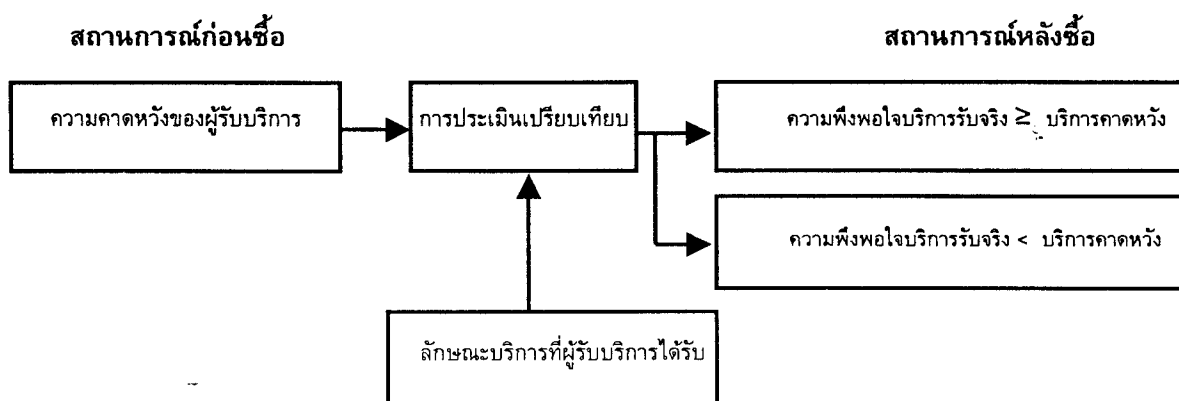 สถานการณ์ก่อนซื้อ
สถานการณ์หลังซื้อ
ความคาดหวังของผู้รับบริการ
การประเมินเปรียบเทียบ
ความพึงพอใจบริการรับจริง ≥ บริการคาดหวัง
ความพึงพอใจบริการรับจริง < บริการคาดหวัง
ลักษณะบริการที่ผู้รับบริการได้รับ